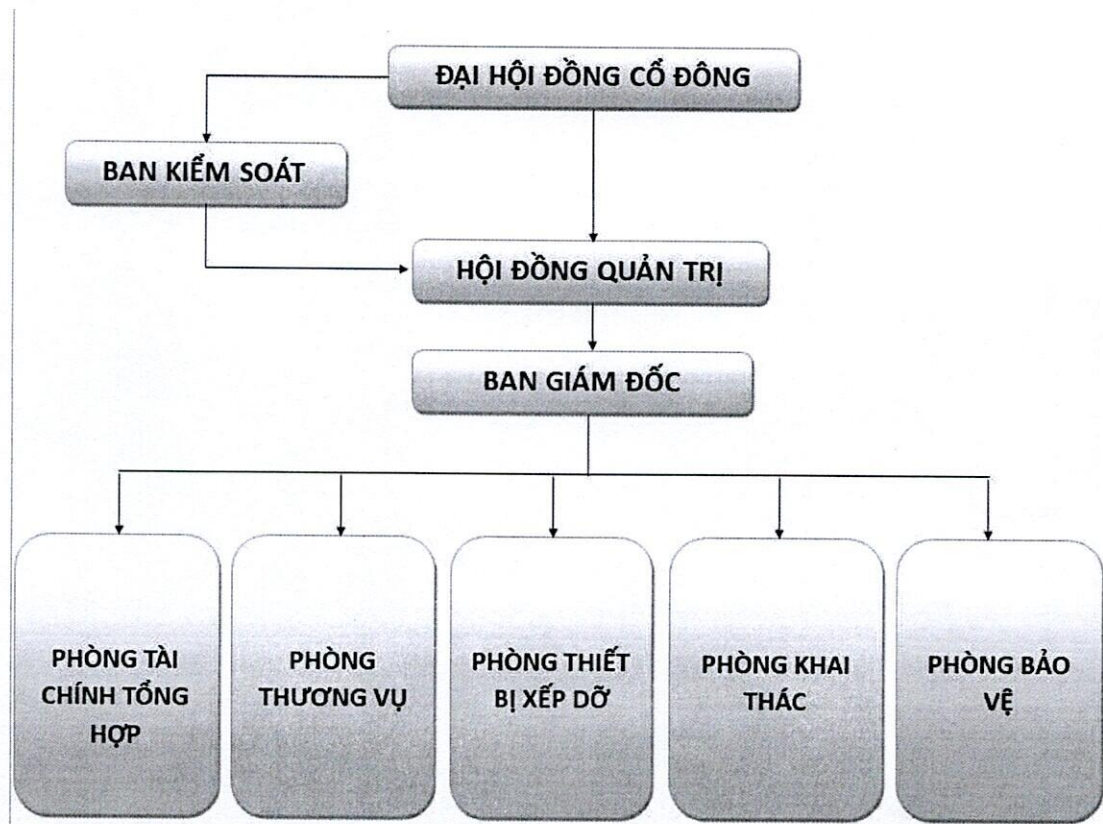 ĐẠI HỘI ĐỒNG CỔ ĐÔNG
BAN KIỂM SOÁT
HỘI ĐỒNG QUẢN TRỊ
BAN GIÁM ĐỐC
PHÒNG TÀI
CHÍNH TỔNG
HỢP
PHÒNG
THƯƠNG VỤ
PHÒNG THIẾT
BỊ XẾP DỠ
PHÒNG KHAI
THÁC
PHÒNG BẢO
VỆ